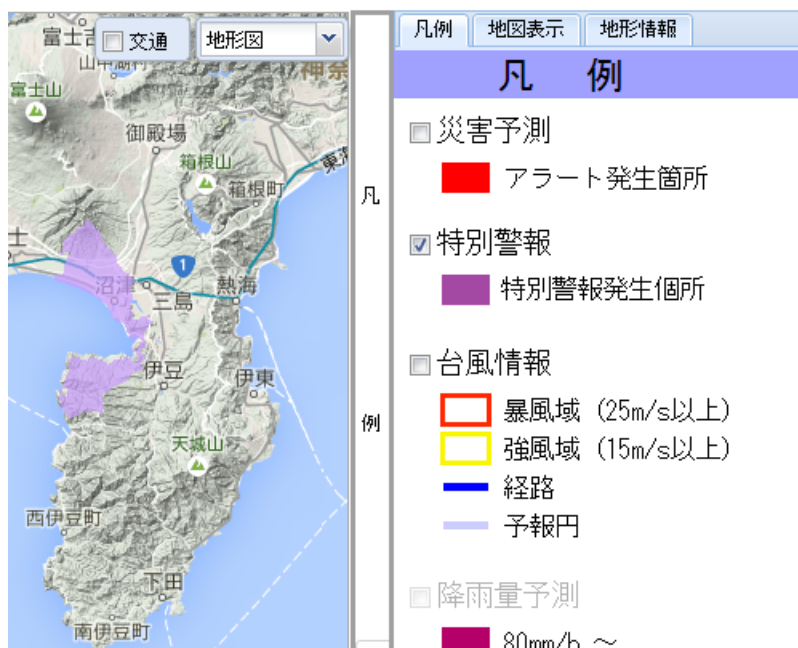 富士吉
交通
地形図
山中湖村
神奈
富士山
御殿場
箱根山
箱根町
東海
士
1
沼津
三島
熱海
伊豆
伊東
天城山
西伊豆町
下田
南伊豆町
凡
例
凡例
地図表示
地形情報
凡 例
災害予測
アラート発生箇所
特別警報
特別警報発生個所
台風情報
暴風域 (25m/s以上)
強風域 (15m/s以上)
経路
予報円
降雨量予測
80mm/h ～